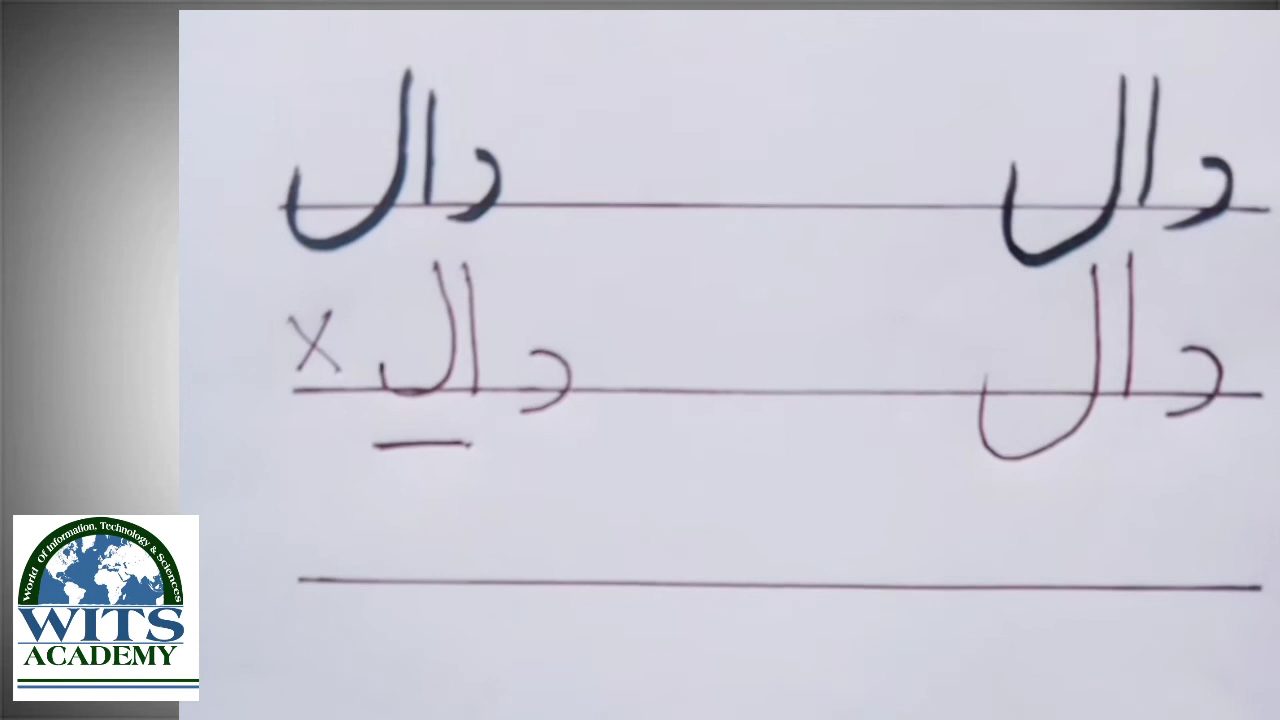 دال دال
دال دال ×
World Of Information, Technology & Sciences
WITS
ACADEMY